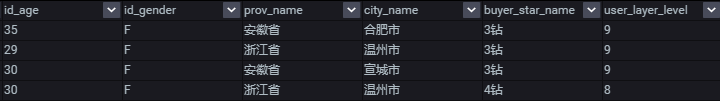 id_age id_gender prov_name city_name buyer_star_name user_layer_level
35 F 安徽省 合肥市 3钻 9
29 F 浙江省 温州市 3钻 9
30 F 安徽省 宣城市 3钻 9
30 F 浙江省 温州市 4钻 8